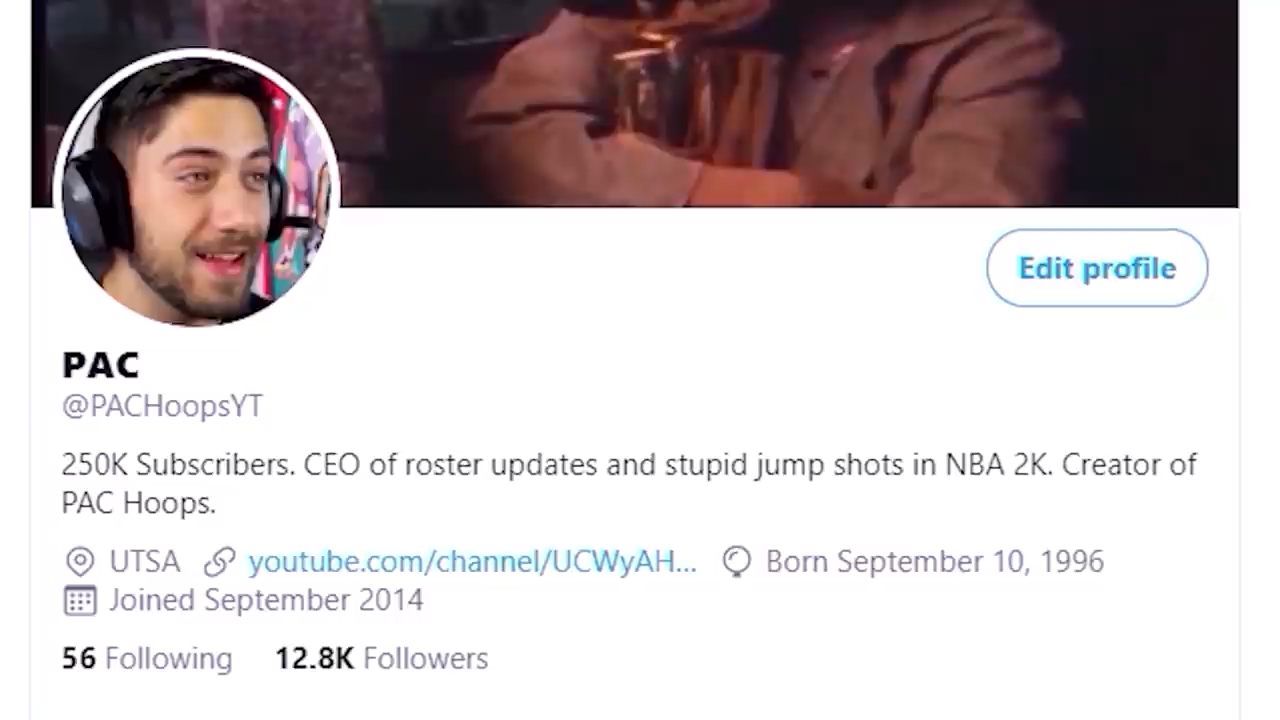 Edit profile
PAC
@PACHoopsYT
250K Subscribers. CEO of roster updates and stupid jump shots in NBA 2K. Creator of
PAC Hoops.
UTSA youtube.com/channel/UCWyAH... Born September 10, 1996
Joined September 2014
56 Following 12.8K Followers